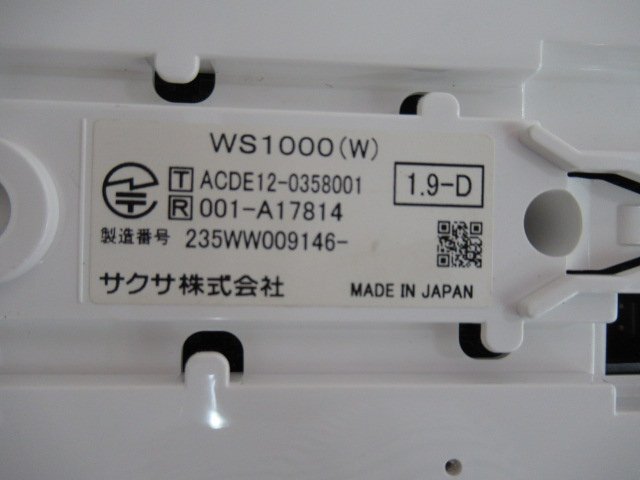 WS1000(W)
T ACDE12-0358001
1.9-D
R 001-A17814
製造番号 235WW009146-
サクサ株式会社
MADE IN JAPAN